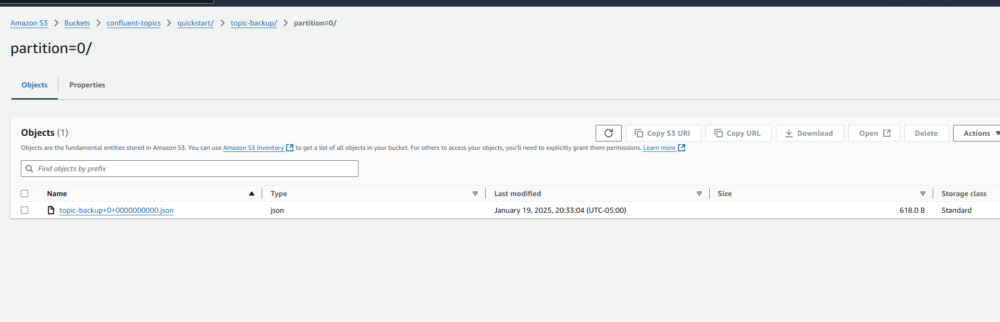 Amazon S3 > Buckets > confluent-topics > quickstart/ > topic-backup/ > partition=0/
partition=0/
Objects Properties
Objects (1)
Copy S3 URI Copy URL Download Open Delete Actions
Objects are the fundamental entities stored in Amazon S3. You can use Amazon S3 inventory to get a list of all objects in your bucket. For others to access your objects, you'll need to explicitly grant them permissions. Learn more
Find objects by prefix
Name Type Last modified Size Storage class
topic-backup+0+0000000000.json json January 19, 2025, 20:33:04 (UTC-05:00) 618.0 B Standard